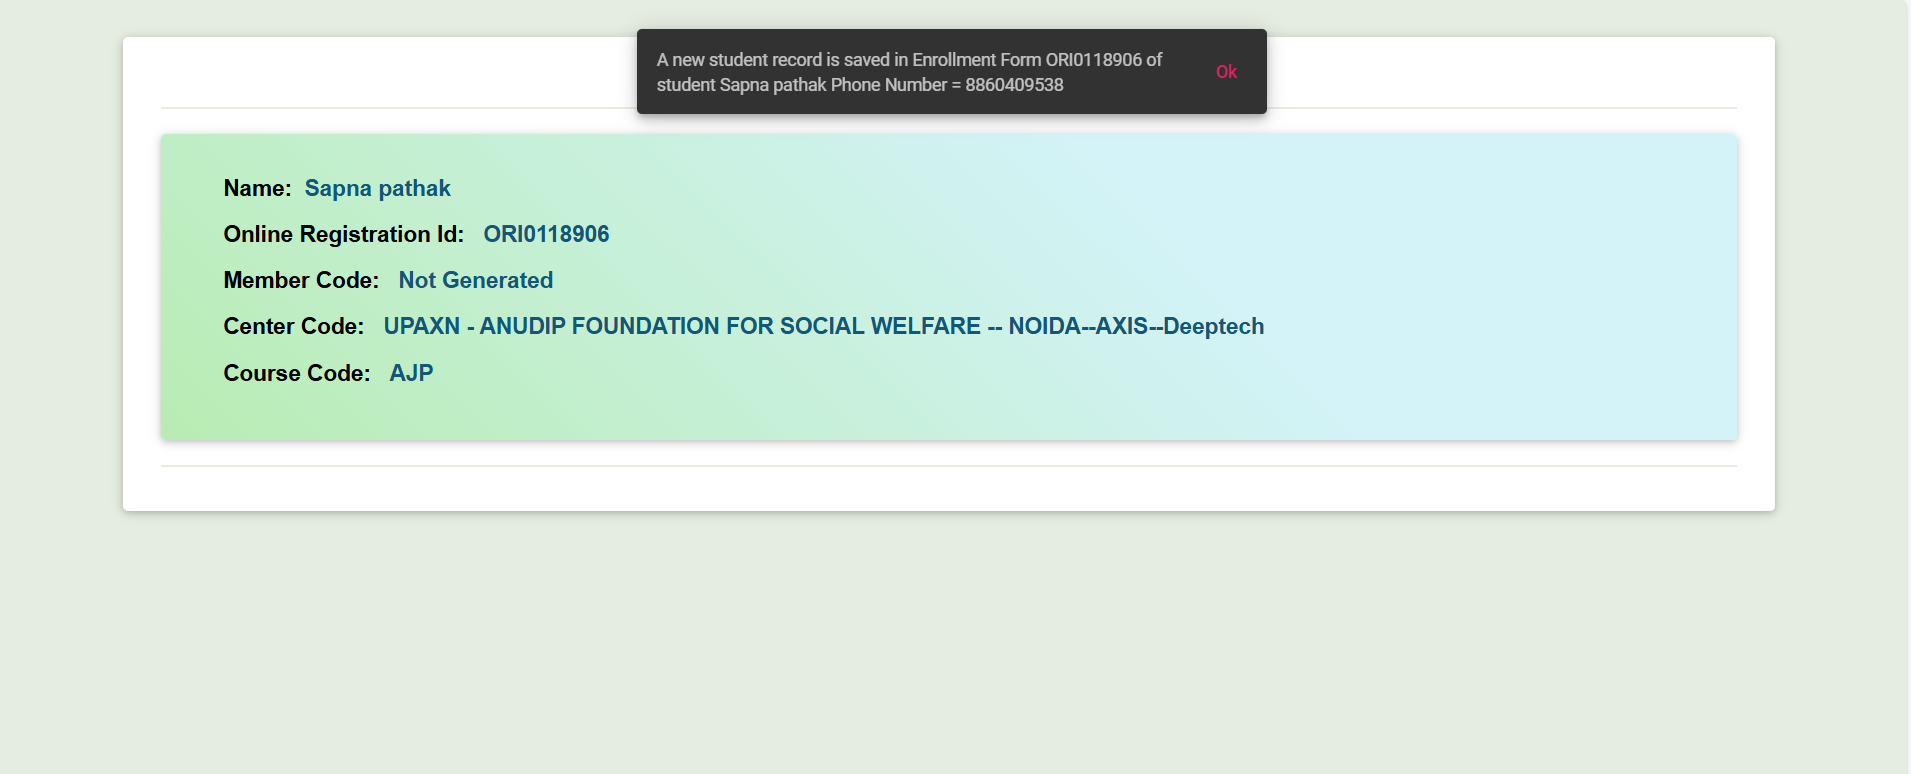 A new student record is saved in Enrollment Form ORI0118906 of
student Sapna pathak Phone Number = 8860409538
Ok
Name: Sapna pathak
Online Registration Id: ORI0118906
Member Code: Not Generated
Center Code: UPAXN - ANUDIP FOUNDATION FOR SOCIAL WELFARE -- NOIDA--AXIS--Deeptech
Course Code: AJP